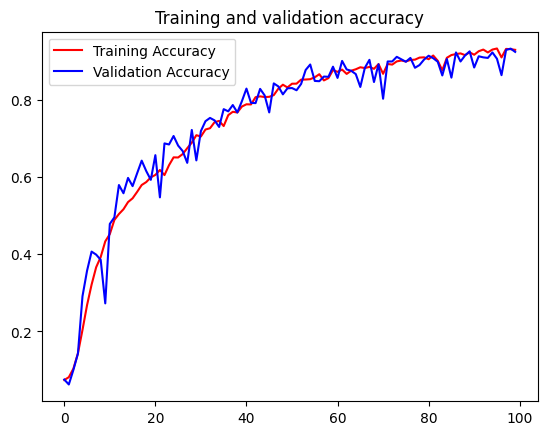 Training and validation accuracy
Training Accuracy
Validation Accuracy
0.8
0.6
0.4
0.2
0 20 40 60 80 100